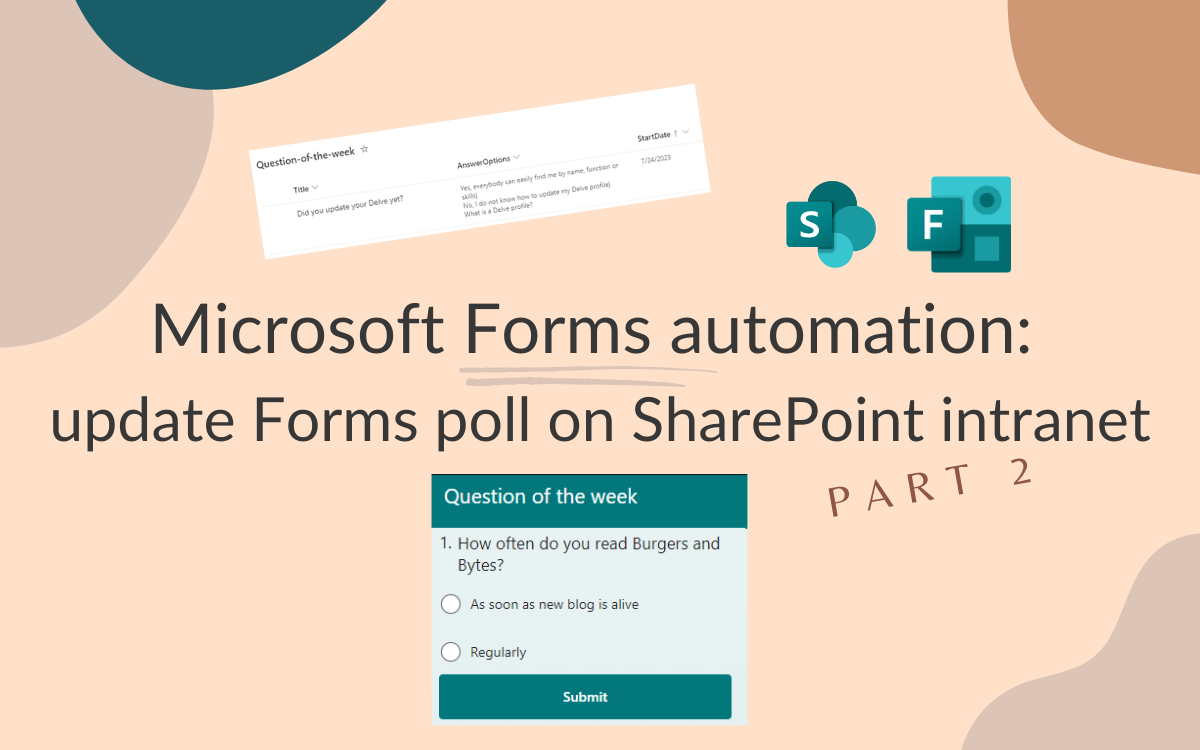 Question-of-the-week ☆
Title
AnswerOptions
StartDate ↑
Did you update your Delve yet?
Yes, everybody can easily find me by name, function or
skills|
No, I do not know how to update my Delve profile|
What is a Delve profile?
7/24/2023
S
F
Microsoft Forms automation:
update Forms poll on SharePoint intranet
PART 2
Question of the week
1. How often do you read Burgers and
Bytes?
As soon as new blog is alive
Regularly
Submit